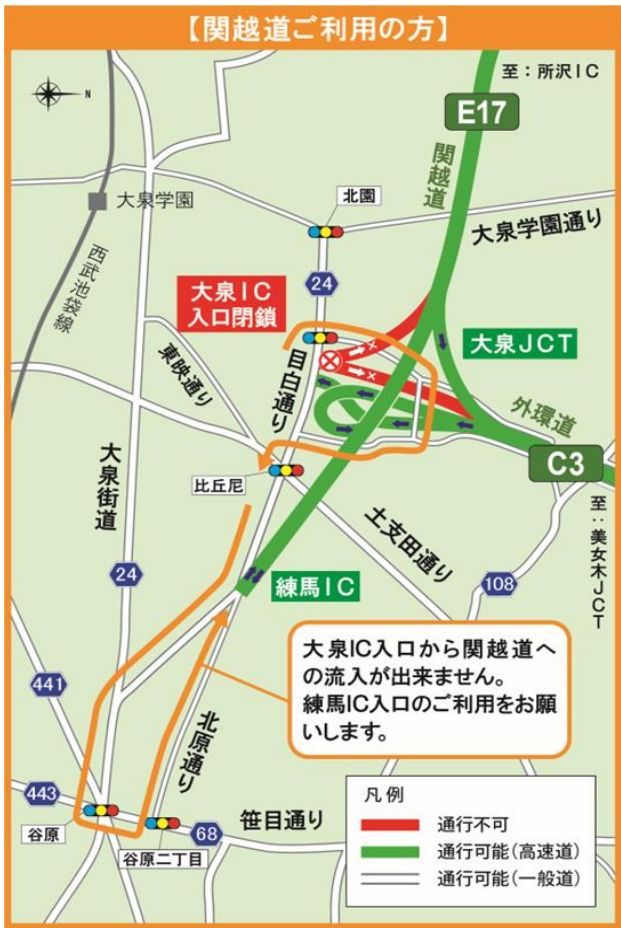 【関越道ご利用の方】
至：所沢IC
E17
N
関越道
大泉学園
北園
大泉学園通り
西武池袋線
24
大泉IC
入口閉鎖
大泉JCT
東映通り
目白通り
外環道
C3
大泉街道
比丘尼
土支田通り
至：美女木JCT
24
練馬IC
108
大泉IC入口から関越道へ
の流入が出来ません。
練馬IC入口のご利用をお願
いします。
441
北原通り
443
凡例
通行不可
谷原
68
笹目通り
通行可能(高速道)
谷原二丁目
通行可能(一般道)